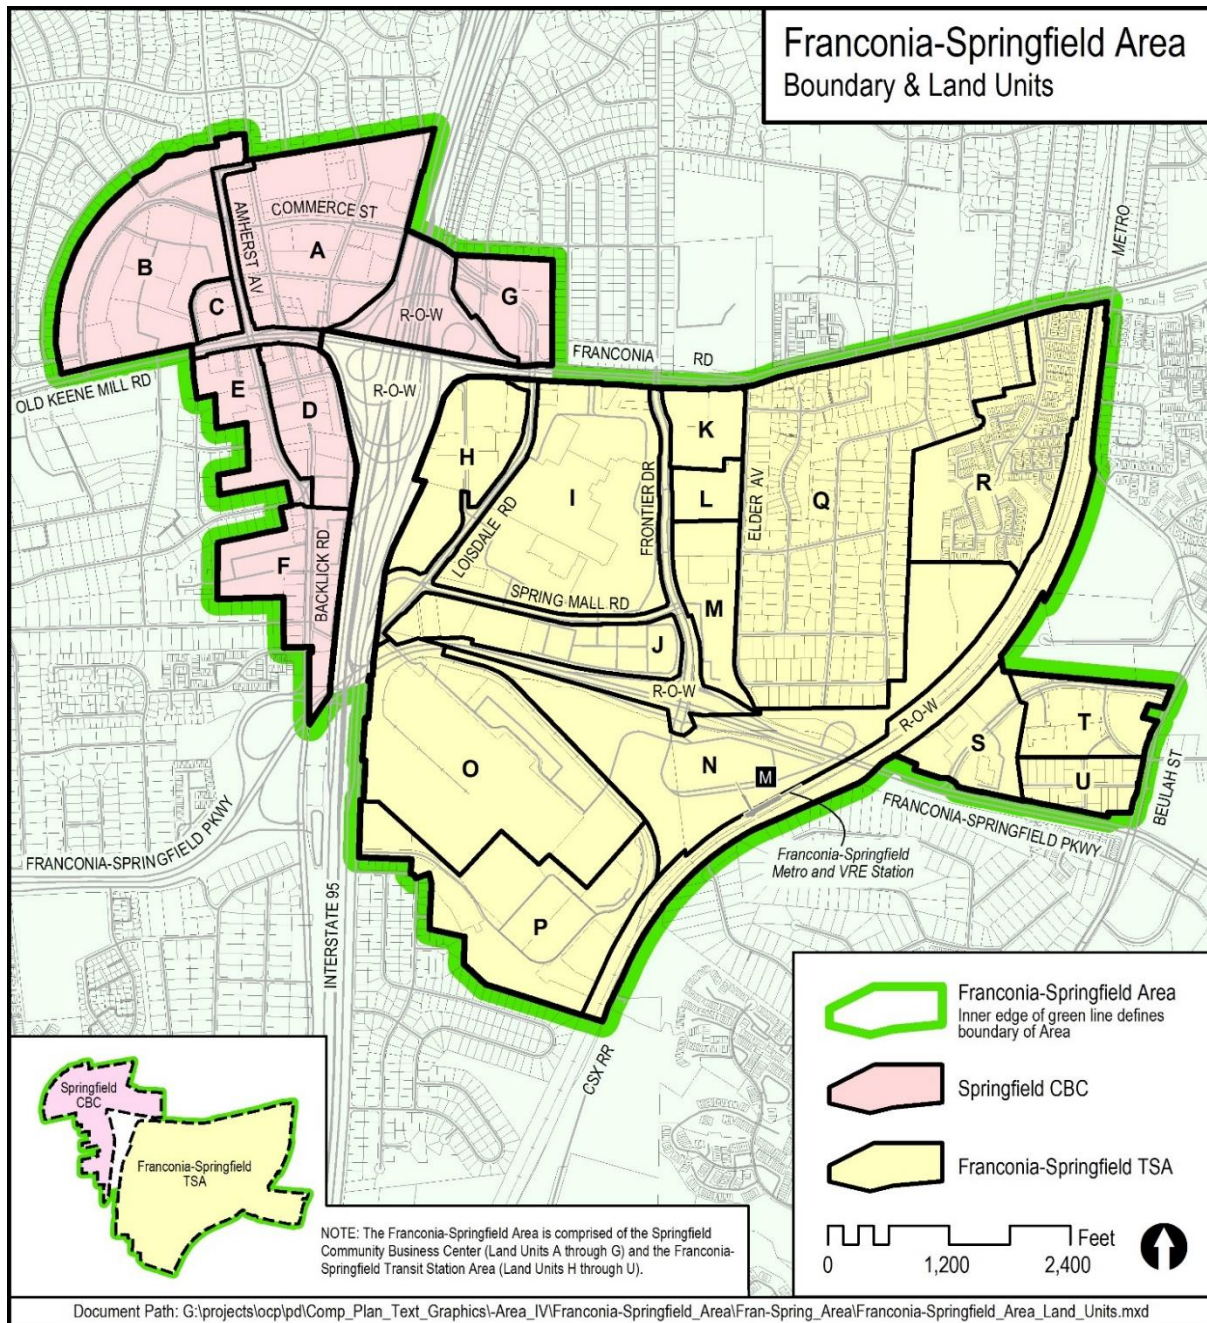 Franconia-Springfield Area
Boundary & Land Units
METRO
COMMERCE ST
AMHERST AV
A
B
C
G
R-O-W
FRANCONIA RD
OLD KEENE MILL RD
R-O-W
E
D
K
H
I
L
Q
R
FRONTIER DR
ELDER AV
LOISDALE RD
F
BACKLICK RD
SPRING MALL RD
M
J
R-O-W
R-O-W
T
S
O
N
M
U
BEULAH ST
FRANCONIA-SPRINGFIELD PKWY
FRANCONIA-SPRINGFIELD PKWY
Franconia-Springfield
Metro and VRE Station
P
INTERSTATE 95
CSX RR
Franconia-Springfield Area
Inner edge of green line defines
boundary of Area
Springfield CBC
Franconia-Springfield TSA
Feet
0 1,200 2,400
Springfield
CBC
Franconia-Springfield
TSA
NOTE: The Franconia-Springfield Area is comprised of the Springfield
Community Business Center (Land Units A through G) and the Franconia-
Springfield Transit Station Area (Land Units H through U).
Document Path: G:\projects\ocp\pd\Comp_Plan_Text_Graphics\-Area_IV\Franconia-Springfield_Area\Fran-Spring_Area\Franconia-Springfield_Area_Land_Units.mxd